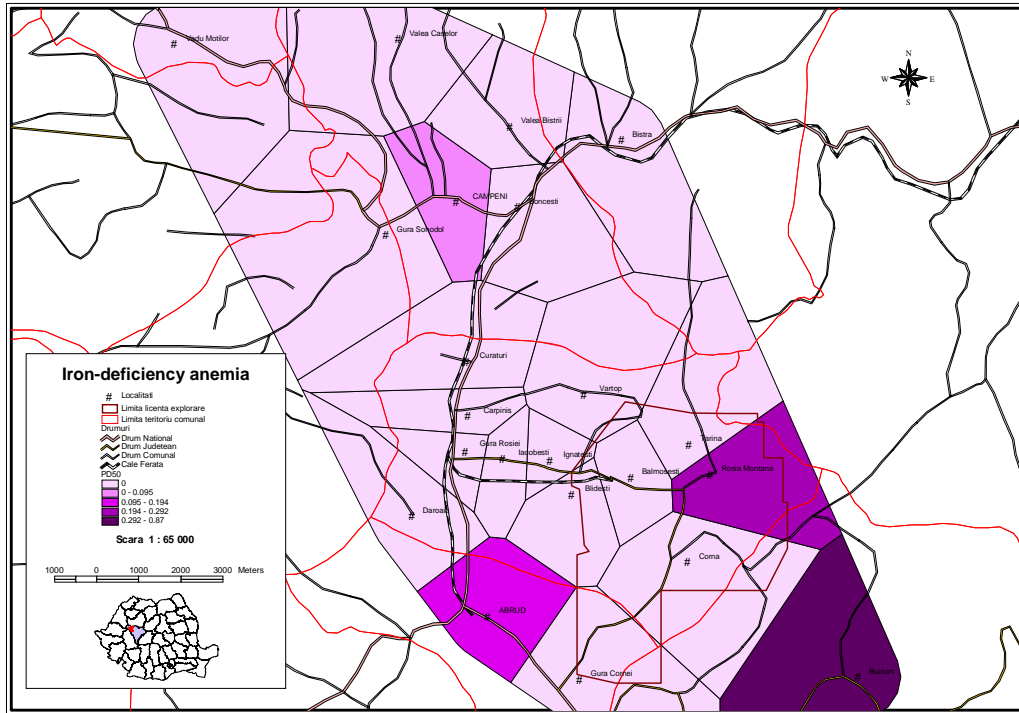 Vadu Motilor
Valea Caselor
N
W E
S
Valea Bistrii
Bistra
CAMPENI
Boncesti
Gura Sohodol
Curaturi
Vartop
Carpinis
Tarina
Gura Rosiei
Iacobesti
Ignatesti
Rosia Montana
Balmosesti
Blidesti
Daroaia
Corna
ABRUD
Gura Cornei
Bucium
Iron-deficiency anemia
# Localitati
Limita licenta explorare
Limita teritoriu comunal
Drumuri
Drum National
Drum Judetean
Drum Comunal
Cale Ferata
PD50
0
0 - 0.095
0.095 - 0.194
0.194 - 0.292
0.292 - 0.87
Scara 1 : 65 000
1000 0 1000 2000 3000 Meters